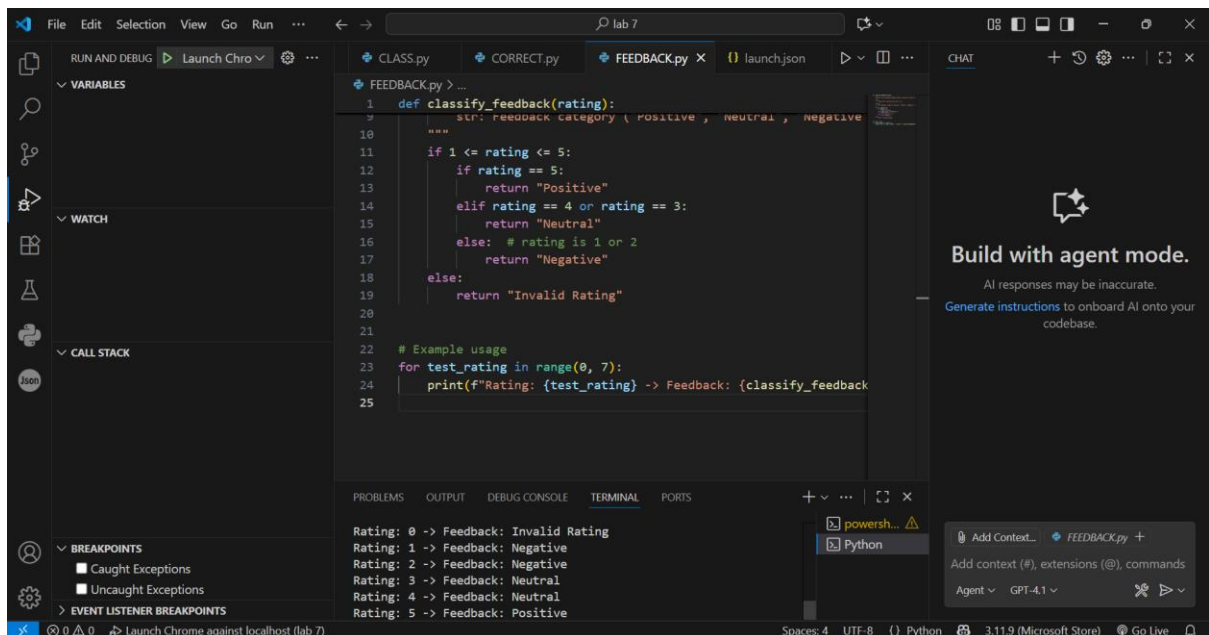 File Edit Selection View Go Run ... lab 7
RUN AND DEBUG Launch Chro
VARIABLES
WATCH
CALL STACK
BREAKPOINTS
Caught Exceptions
Uncaught Exceptions
EVENT LISTENER BREAKPOINTS
Json
CLASS.py CORRECT.py FEEDBACK.py {} launch.json
FEEDBACK.py > ...
1 def classify_feedback(rating):
9 str: Feedback category ('Positive', 'Neutral', 'Negative
10 """
11 if 1 <= rating <= 5:
12 if rating == 5:
13 return "Positive"
14 elif rating == 4 or rating == 3:
15 return "Neutral"
16 else: # rating is 1 or 2
17 return "Negative"
18 else:
19 return "Invalid Rating"
20
21
22 # Example usage
23 for test_rating in range(0, 7):
24 print(f"Rating: {test_rating} -> Feedback: {classify_feedback
25
PROBLEMS OUTPUT DEBUG CONSOLE TERMINAL PORTS
Rating: 0 -> Feedback: Invalid Rating
Rating: 1 -> Feedback: Negative
Rating: 2 -> Feedback: Negative
Rating: 3 -> Feedback: Neutral
Rating: 4 -> Feedback: Neutral
Rating: 5 -> Feedback: Positive
powersh...
Python
CHAT
Build with agent mode.
AI responses may be inaccurate.
Generate instructions to onboard AI onto your
codebase.
Add Context... FEEDBACK.py +
Add context (#), extensions (@), commands
Agent GPT-4.1
0 0 Launch Chrome against localhost (lab 7) Spaces: 4 UTF-8 {} Python 3.11.9 (Microsoft Store) Go Live